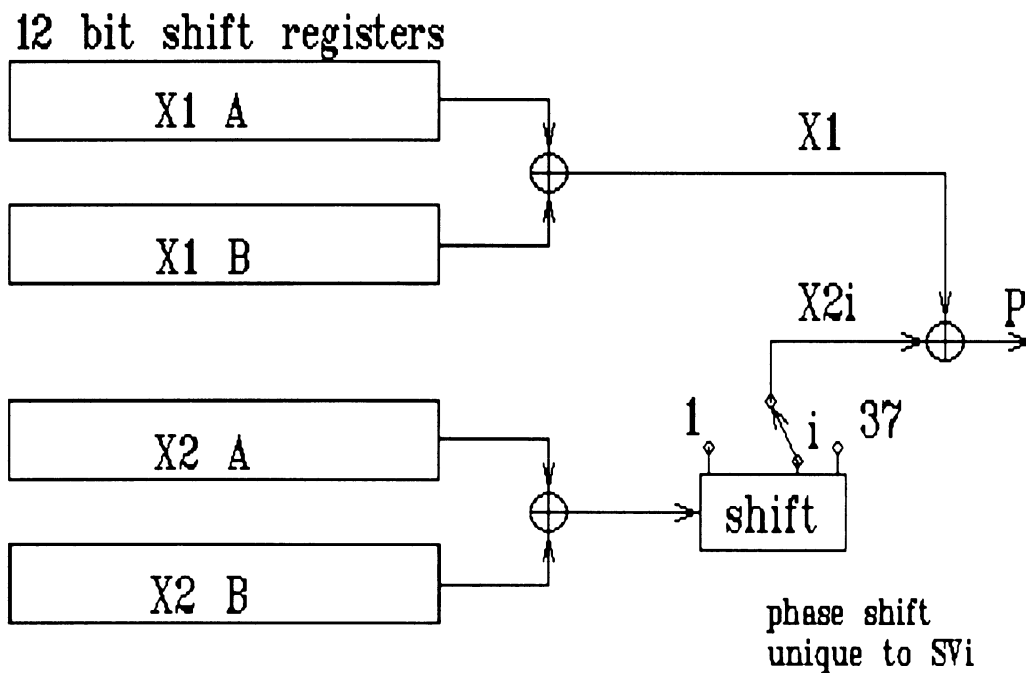 12 bit shift registers
X1 A
X1
X1 B
X2i
P
1
i
37
X2 A
shift
X2 B
phase shift
unique to SVi